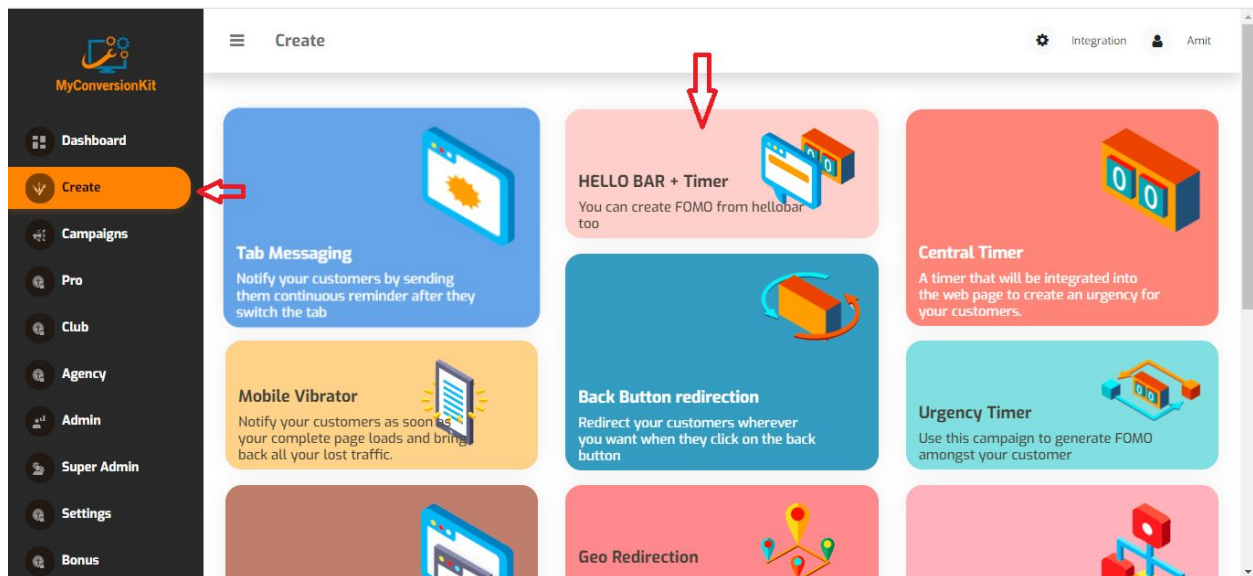 MyConversionKit
Dashboard
Create
Campaigns
Pro
Club
Agency
Admin
Super Admin
Settings
Bonus
Create
Integration
Amit
Tab Messaging
Notify your customers by sending
them continuous reminder after they
switch the tab
HELLO BAR + Timer
You can create FOMO from hellobar
too
00
Central Timer
A timer that will be integrated into
the web page to create an urgency for
your customers.
00
Mobile Vibrator
Notify your customers as soon as
your complete page loads and bring
back all your lost traffic.
Back Button redirection
Redirect your customers wherever
you want when they click on the back
button
Urgency Timer
Use this campaign to generate FOMO
amongst your customer
00
Geo Redirection